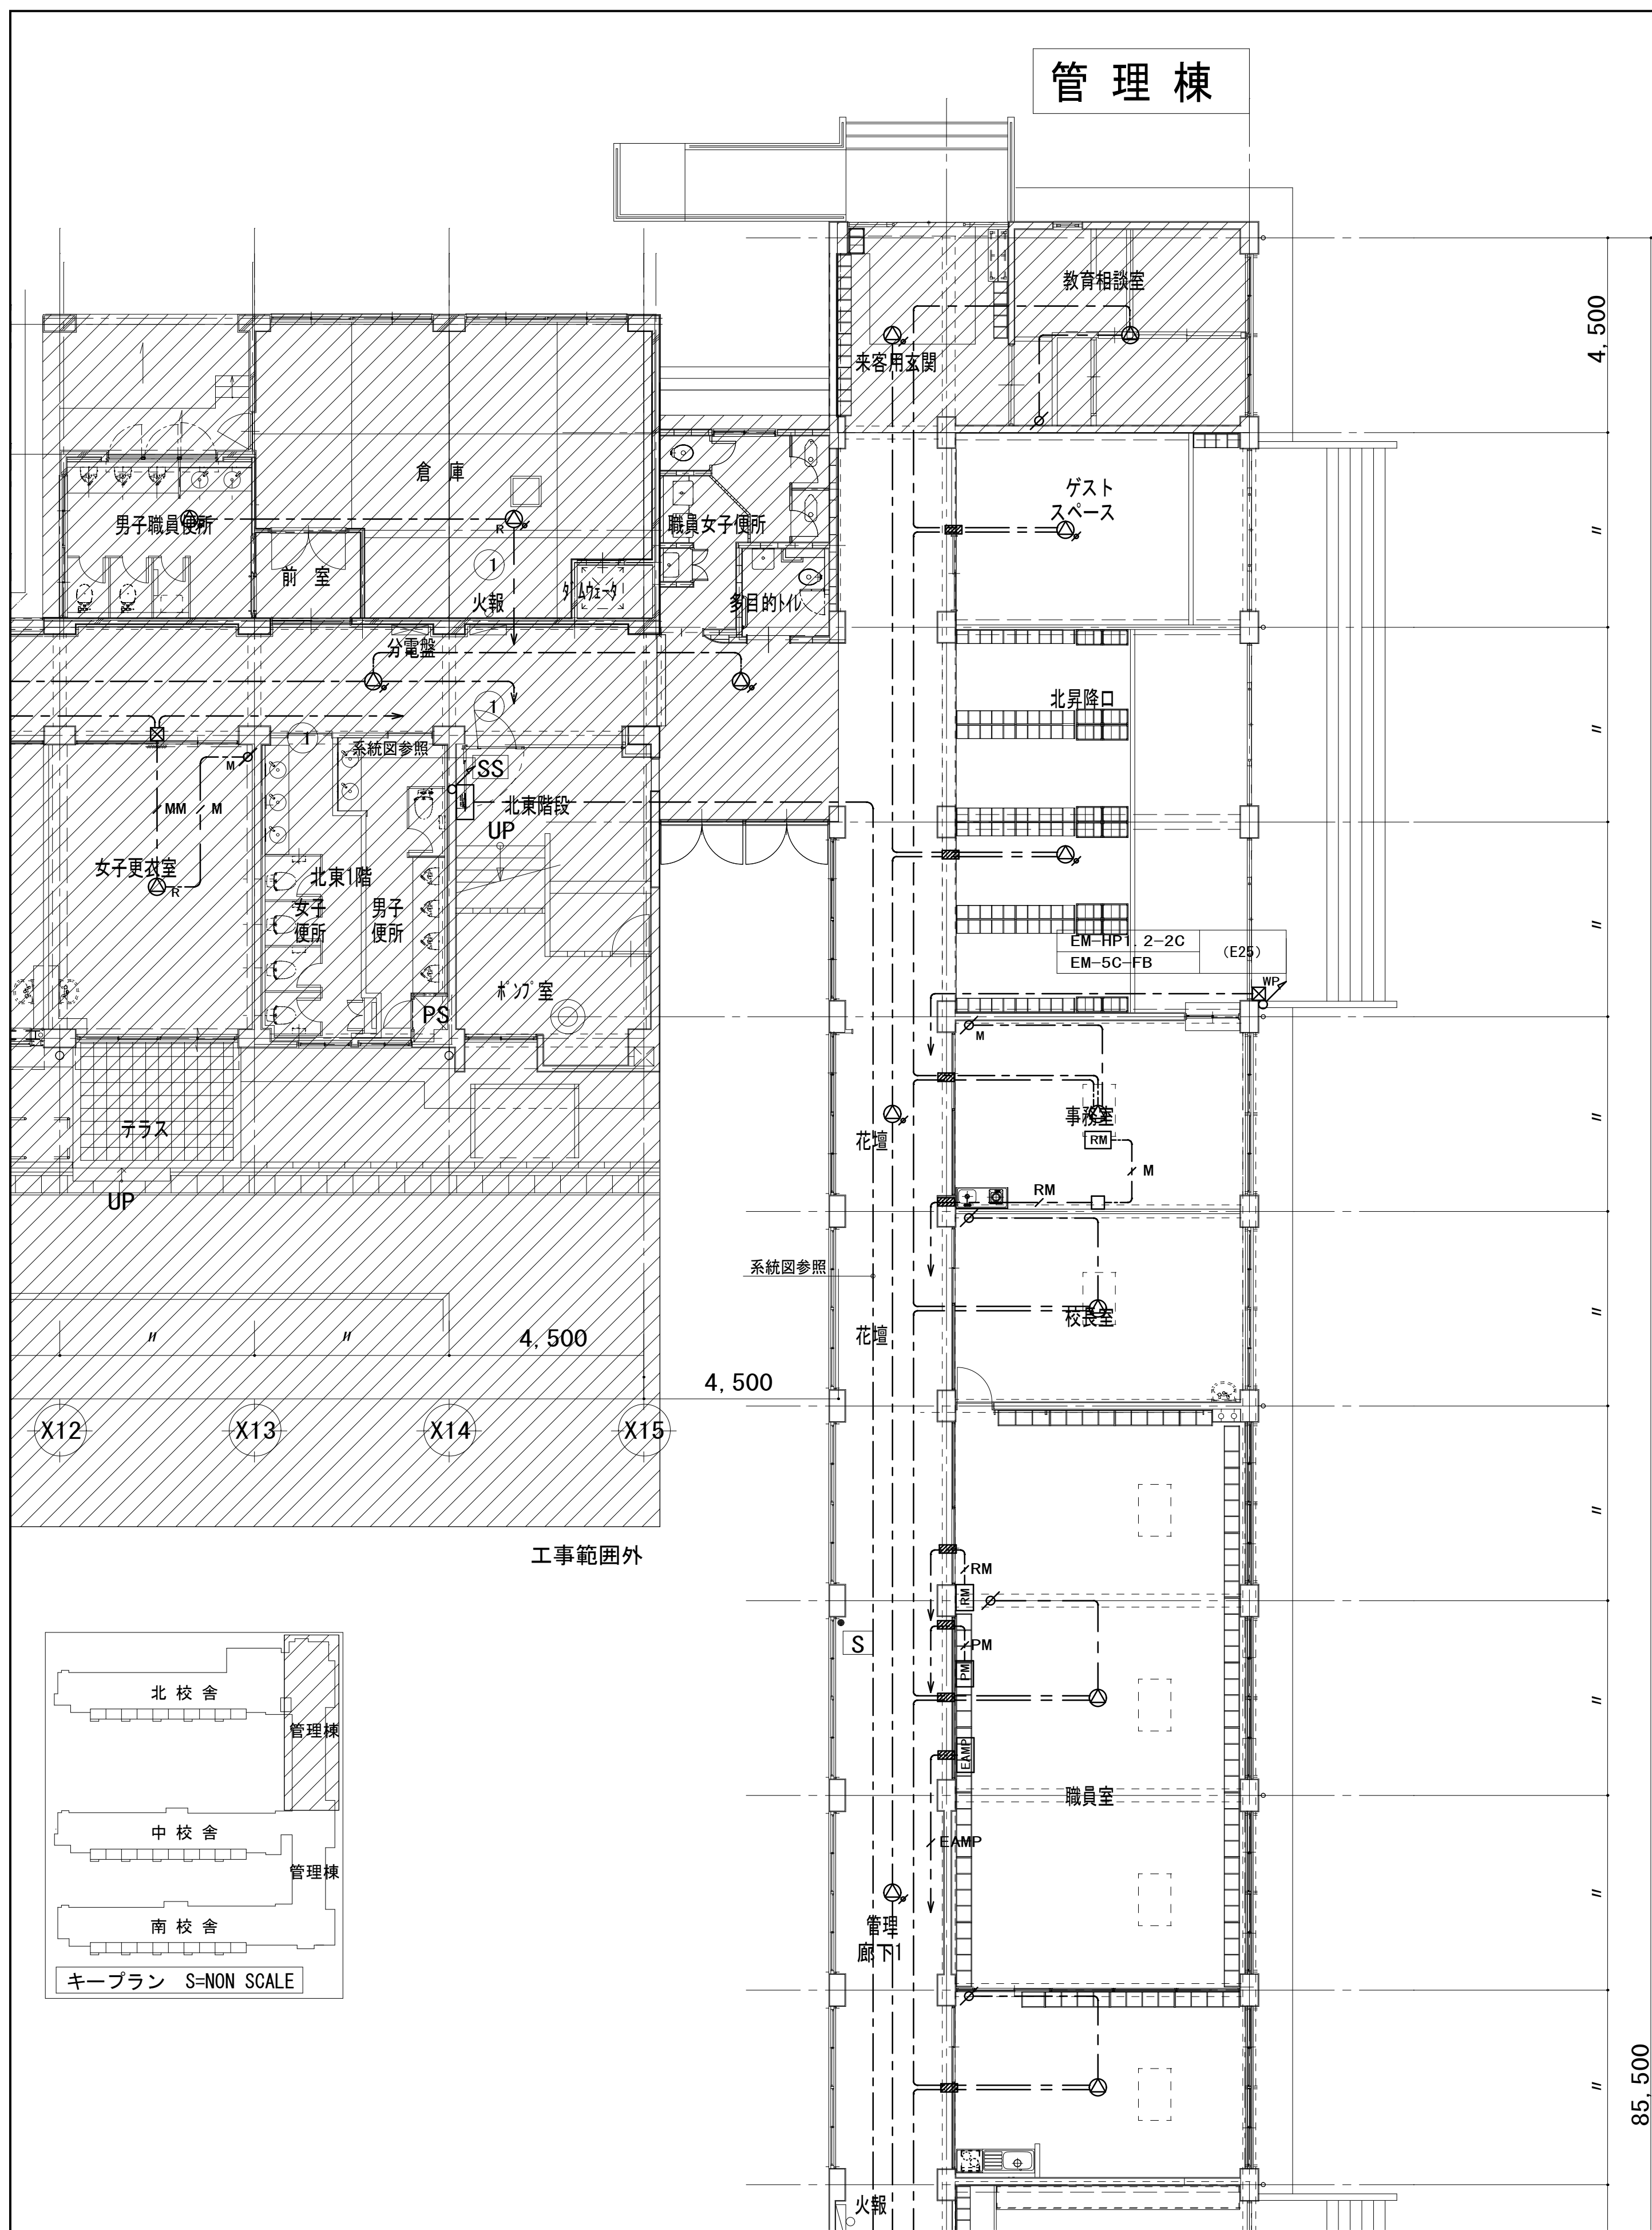 管理棟
教育相談室
4,500
来客用玄関
倉庫
ゲスト
スペース
〃
男子職員便所
R
職員女子便所
1
前室
火報
ダムウェータ
多目的トイレ
分電盤
北昇降口
〃
1
1
系統図参照
M
SS
MM
M
北東階段
UP
女子更衣室
R
北東1階
女子
便所
男子
便所
〃
EM-HP1.2-2C
(E25)
EM-5C-FB
ポンプ室
WP
PS
M
テラス
事務室
〃
花壇
RM
M
UP
RM
系統図参照
校長室
〃
花壇
〃
〃
4,500
4,500
X12
X13
X14
X15
〃
工事範囲外
RM
RM
S
PM
PM
北校舎
〃
管理棟
EAMP
職員室
中校舎
EAMP
管理棟
〃
南校舎
管理
廊下1
キープラン S=NON SCALE
〃
85,500
火報